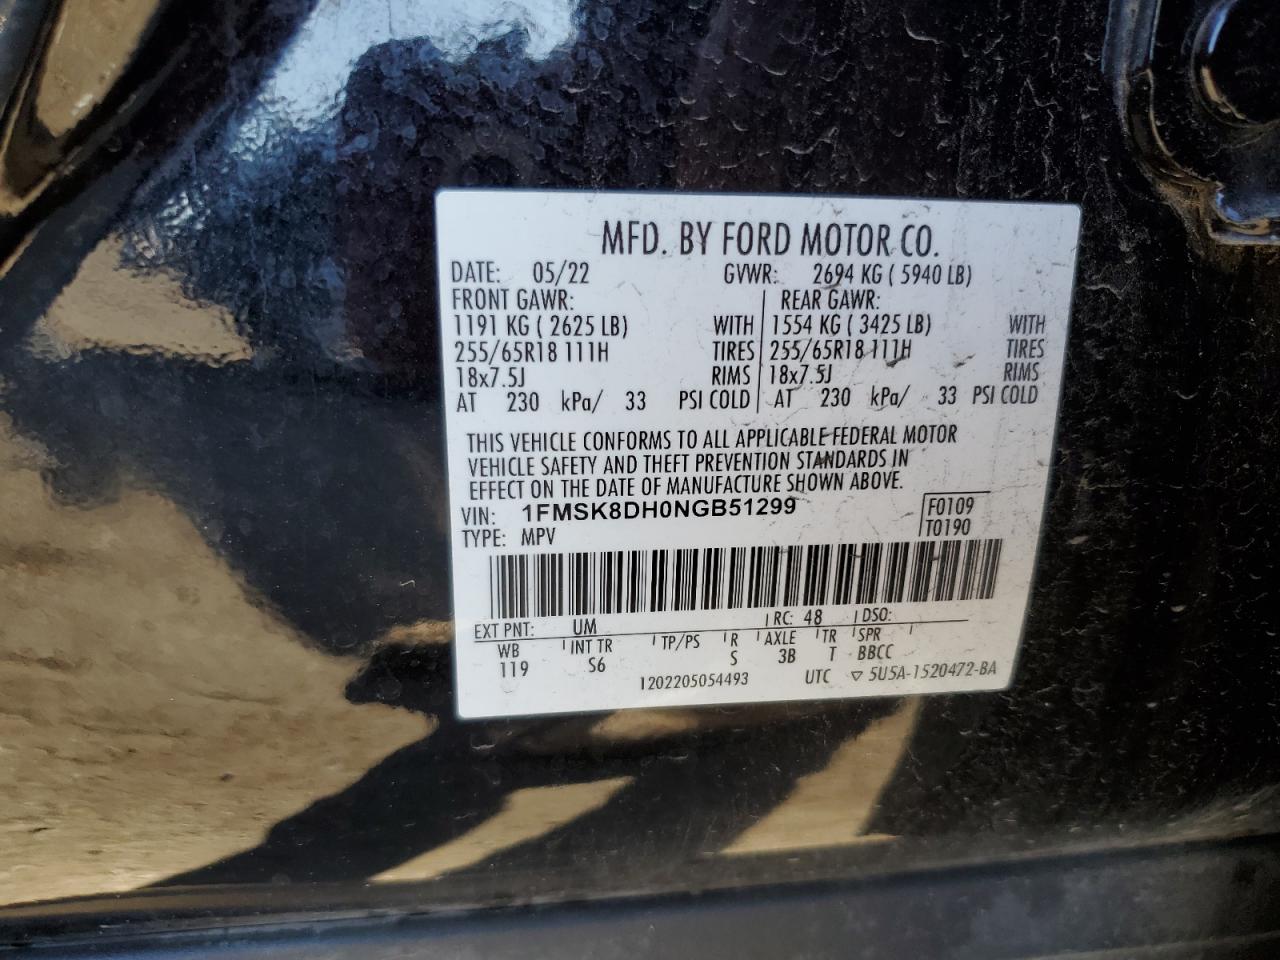 MFD. BY FORD MOTOR CO.
DATE: 05/22 GVWR: 2694 KG ( 5940 LB)
FRONT GAWR: REAR GAWR:
1191 KG ( 2625 LB) WITH 1554 KG ( 3425 LB) WITH
255/65R18 111H TIRES 255/65R18 111H TIRES
18x7.5J RIMS 18x7.5J RIMS
AT 230 kPa/ 33 PSI COLD AT 230 kPa/ 33 PSI COLD
THIS VEHICLE CONFORMS TO ALL APPLICABLE FEDERAL MOTOR
VEHICLE SAFETY AND THEFT PREVENTION STANDARDS IN
EFFECT ON THE DATE OF MANUFACTURE SHOWN ABOVE.
VIN: 1FMSK8DH0NGB51299 F0109
TYPE: MPV T0190
EXT PNT: UM RC: 48 DSO:
WB INT TR TP/PS R AXLE TR SPR
119 S6 S 3B T BBCC
1202205054493 UTC ▽ 5U5A-1520472-BA